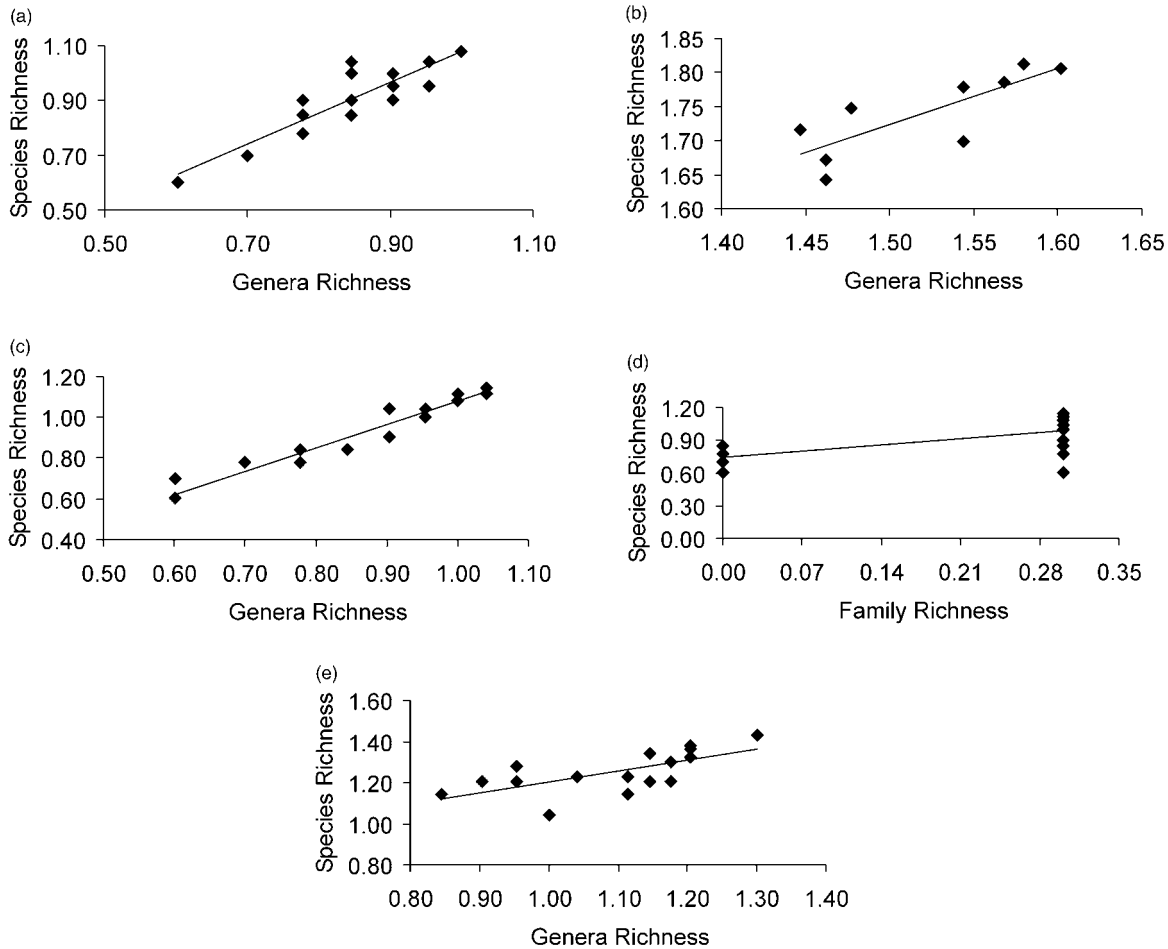 (a)
Species Richness
1.10
0.90
0.70
0.50
0.50 0.70 0.90 1.10
Genera Richness
(b)
Species Richness
1.85
1.80
1.75
1.70
1.65
1.60
1.40 1.45 1.50 1.55 1.60 1.65
Genera Richness
(c)
Species Richness
1.20
1.00
0.80
0.60
0.40
0.50 0.60 0.70 0.80 0.90 1.00 1.10
Genera Richness
(d)
Species Richness
1.20
0.90
0.60
0.30
0.00
0.00 0.07 0.14 0.21 0.28 0.35
Family Richness
(e)
Species Richness
1.60
1.40
1.20
1.00
0.80
0.80 0.90 1.00 1.10 1.20 1.30 1.40
Genera Richness